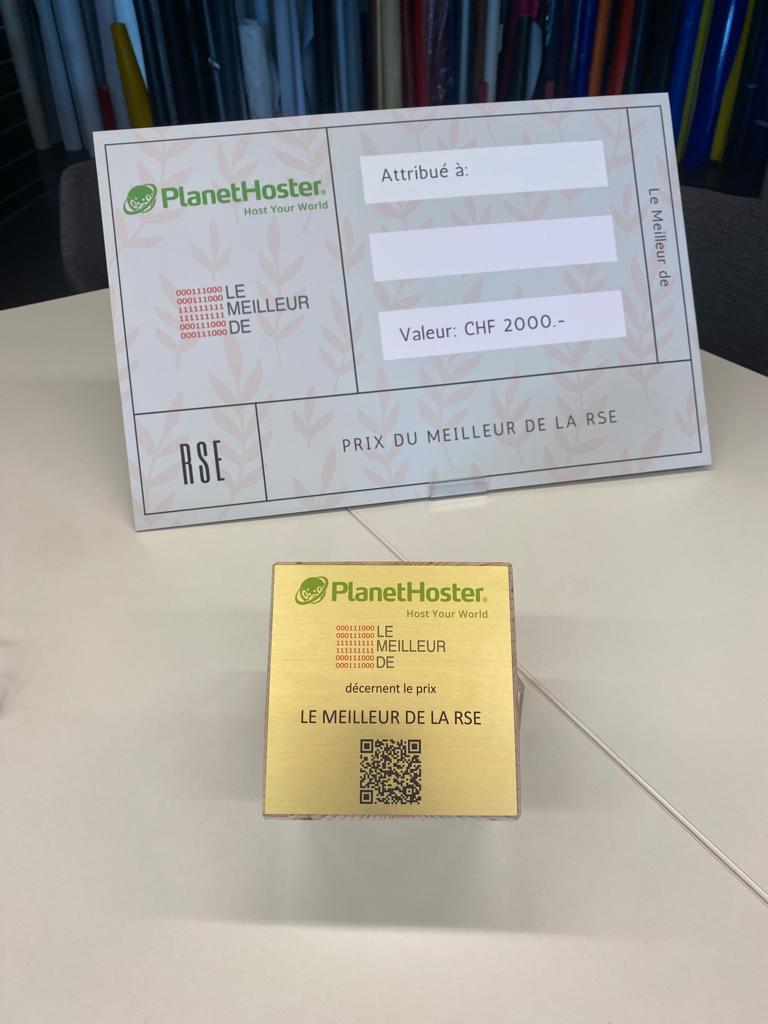 PlanetHoster®
Host Your World
000111000
000111000
111111111
111111111
000111000
000111000
LE
MEILLEUR
DE
Attribué à:
Valeur: CHF 2000.-
Le Meilleur de
RSE
PRIX DU MEILLEUR DE LA RSE
PlanetHoster®
Host Your World
000111000
000111000
111111111
111111111
000111000
000111000
LE
MEILLEUR
DE
décernent le prix
LE MEILLEUR DE LA RSE